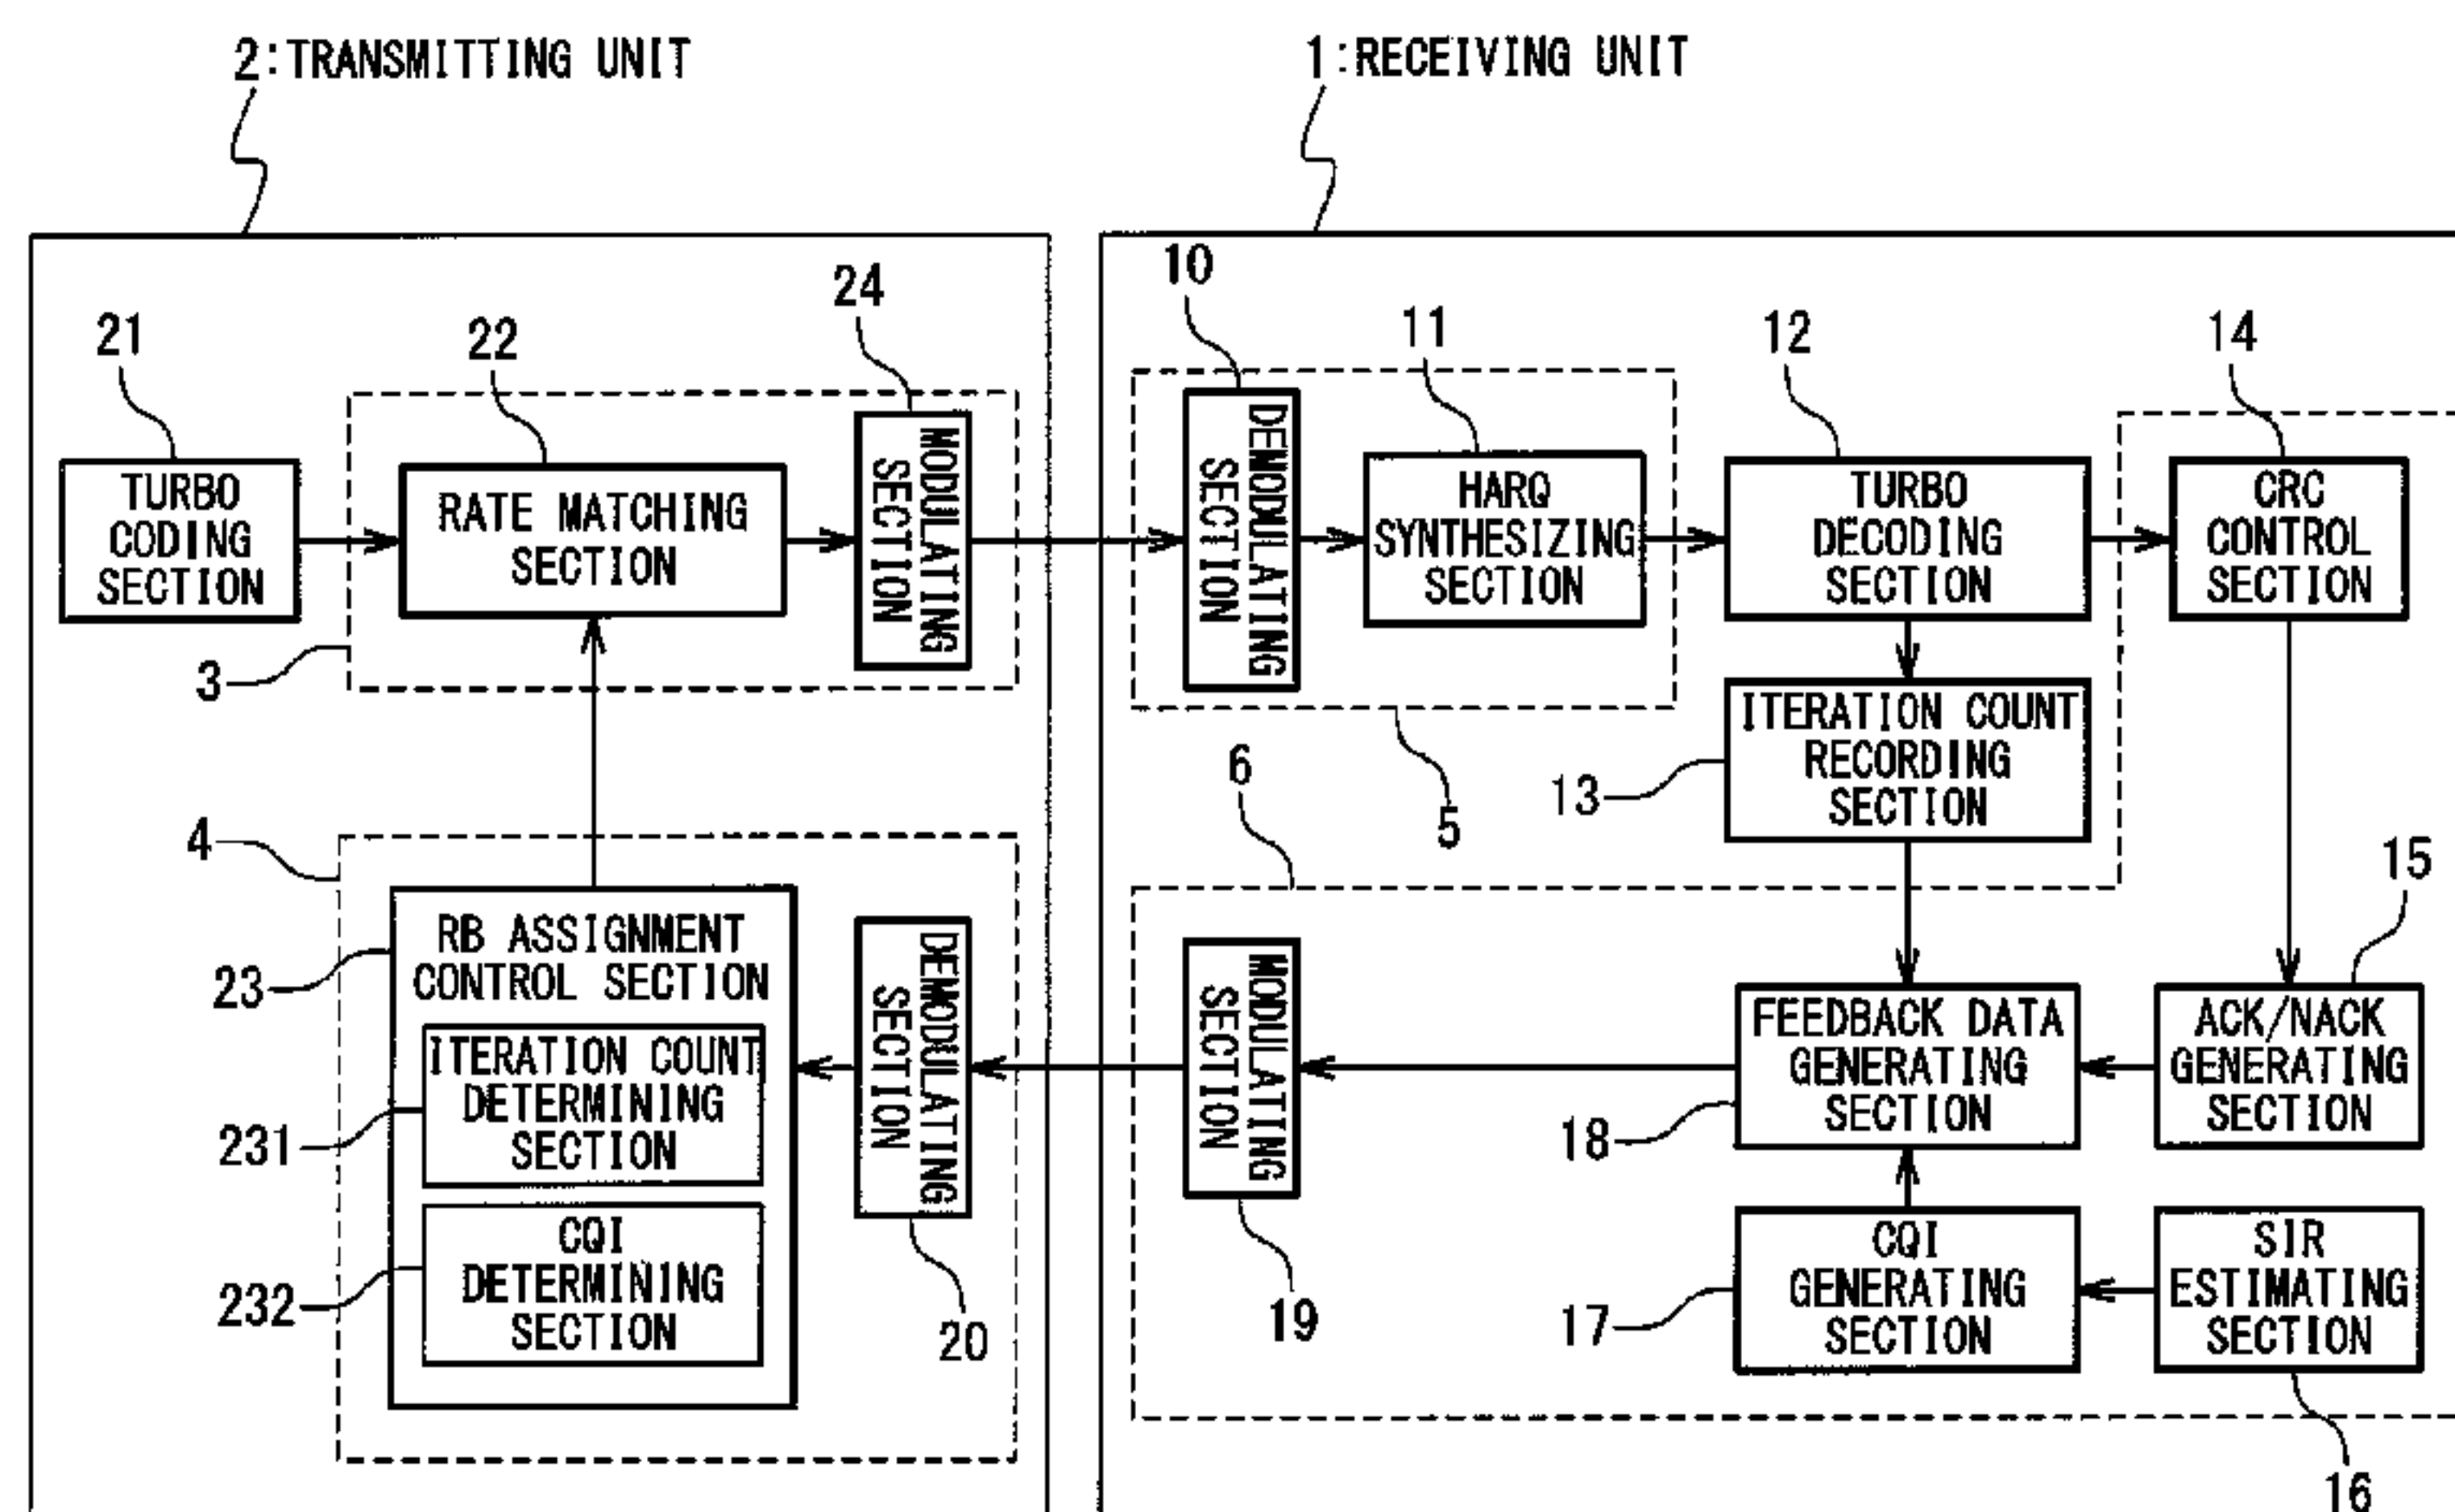 2:TRANSMITTING UNIT
1:RECEIVING UNIT
21
22
24
10
11
12
14
TURBO
CODING
SECTION
RATE MATCHING
SECTION
MODULATING
SECTION
DEMODULATING
SECTION
HARQ
SYNTHESIZING
SECTION
TURBO
DECODING
SECTION
CRC
CONTROL
SECTION
3
5
13
ITERATION COUNT
RECORDING
SECTION
4
6
15
23
RB ASSIGNMENT
CONTROL SECTION
231
ITERATION COUNT
DETERMINING
SECTION
232
CQI
DETERMINING
SECTION
DEMODULATING
SECTION
20
MODULATING
SECTION
19
FEEDBACK DATA
GENERATING
SECTION
18
ACK/NACK
GENERATING
SECTION
CQI
GENERATING
SECTION
17
SIR
ESTIMATING
SECTION
16